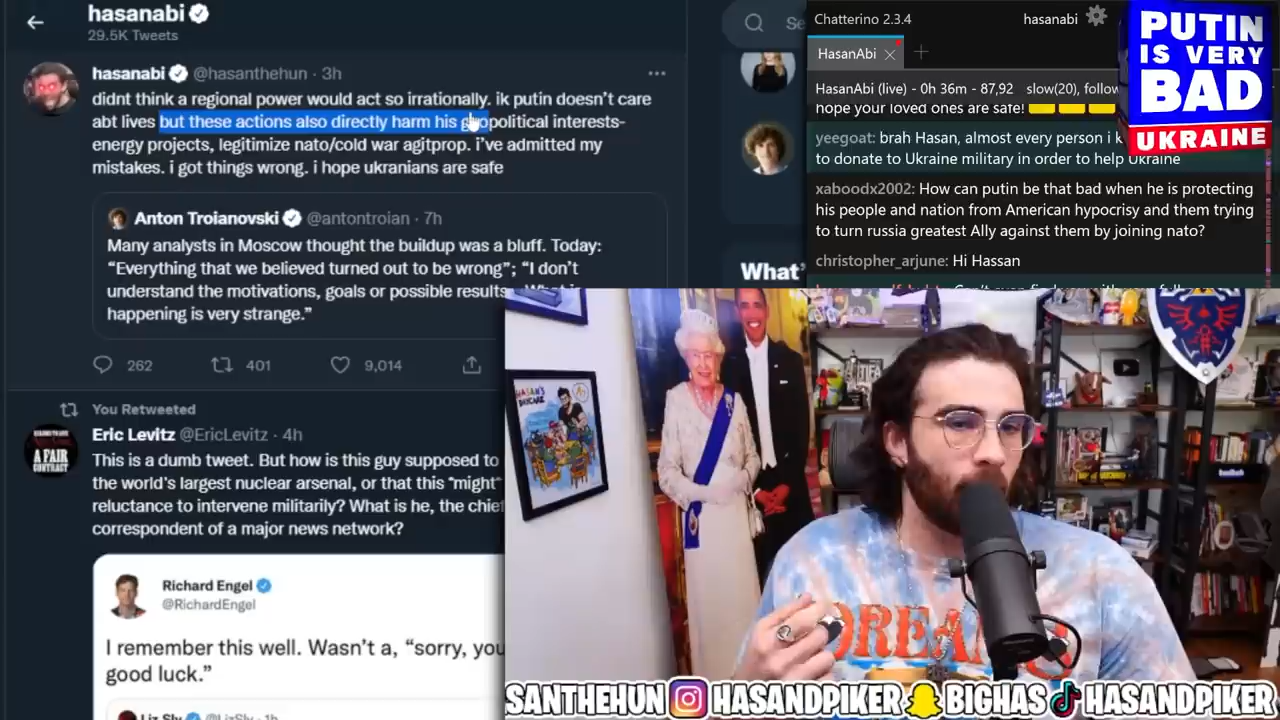 hasanabi
29.5K Tweets
hasanabi @hasanthehun · 3h
didnt think a regional power would act so irrationally. ik putin doesn't care
abt lives but these actions also directly harm his geopolitical interests-
energy projects, legitimize nato/cold war agitprop. i've admitted my
mistakes. i got things wrong. i hope ukranians are safe
Anton Troianovski @antontroian · 7h
Many analysts in Moscow thought the buildup was a bluff. Today:
“Everything that we believed turned out to be wrong”; “I don’t
understand the motivations, goals or possible results.
happening is very strange.”
262
401
9,014
You Retweeted
Eric Levitz @EricLevitz · 4h
This is a dumb tweet. But how is this guy supposed to
the world's largest nuclear arsenal, or that this "might"
reluctance to intervene militarily? What is he, the chief
correspondent of a major news network?
A FAIR
CONTRACT
Richard Engel
@RichardEngel
I remember this well. Wasn't a, “sorry, you
good luck.”
Liz Sly @LizSly · 1h
Se
What'
Chatterino 2.3.4
hasanabi
HasanAbi
HasanAbi (live) - 0h 36m - 87,92 slow(20), follow
hope your loved ones are safe!
yeegoat: brah Hasan, almost every person i k
to donate to Ukraine military in order to help Ukraine
xaboodx2002: How can putin be that bad when he is protecting
his people and nation from American hypocrisy and them trying
to turn russia greatest Ally against them by joining nato?
christopher_arjune: Hi Hassan
PUTIN
IS VERY
BAD
UKRAINE
HASAN'S
DAYCARE
DREAM
SANTHEHUN HASANDPIKER BIGHAS HASANDPIKER